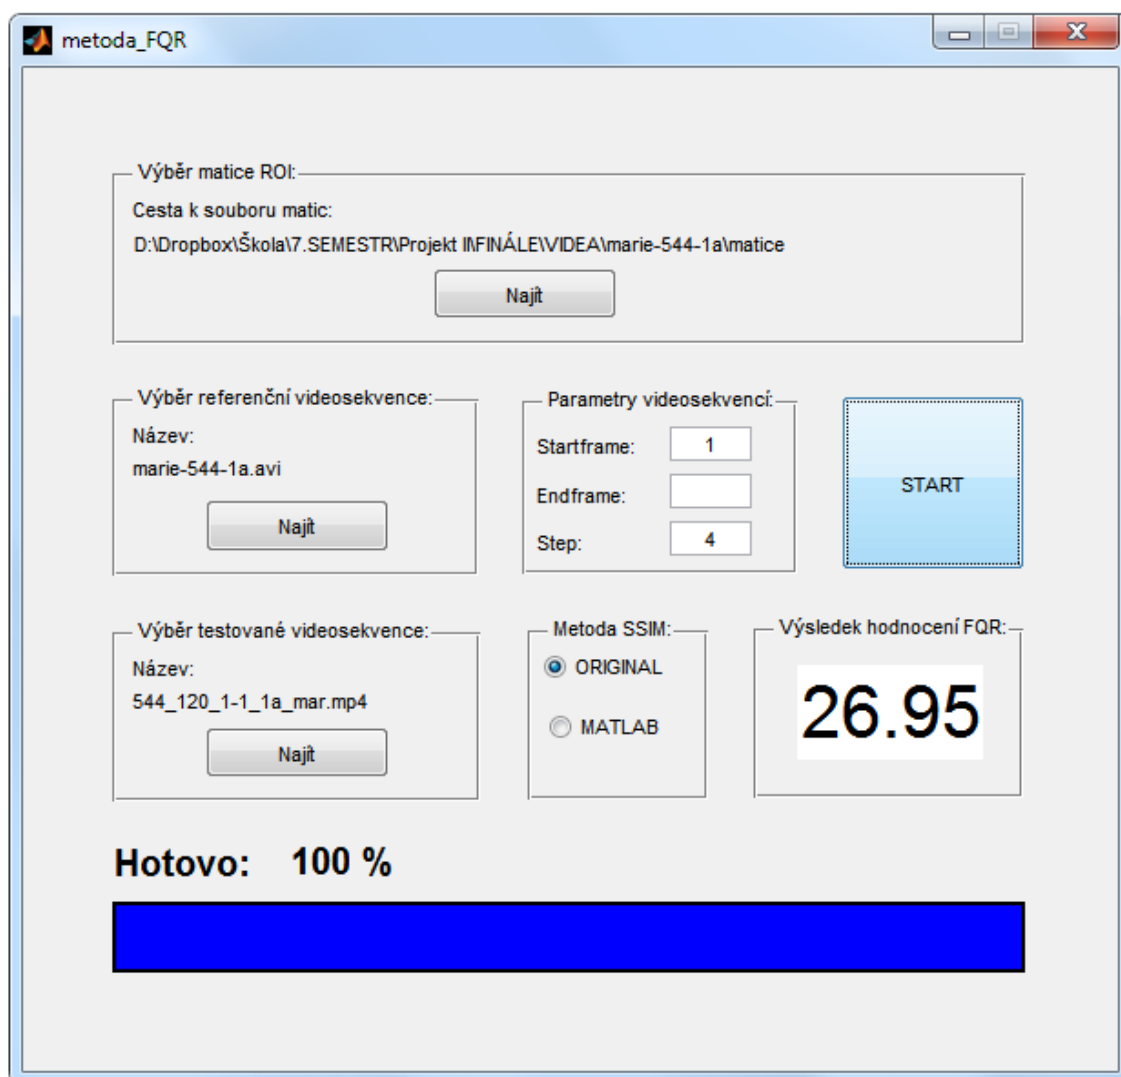 metoda_FQR
Výběr matice ROI:
Cesta k souboru matic:
D:\Dropbox\Škola\7.SEMESTR\Projekt II\FINÁLE\VIDEA\marie-544-1a\matice
Najít
Výběr referenční videosekvence:
Název:
marie-544-1a.avi
Najít
Parametry videosekvencí:
Startframe: 1
Endframe:
Step: 4
START
Výběr testované videosekvence:
Název:
544_120_1-1_1a_mar.mp4
Najít
Metoda SSIM:
ORIGINAL
MATLAB
Výsledek hodnocení FQR:
26.95
Hotovo: 100 %